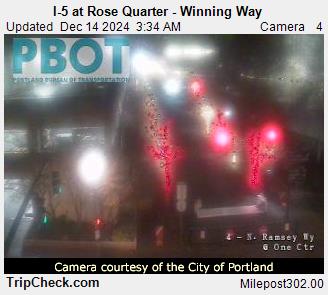 I-5 at Rose Quarter - Winning Way
Updated Dec 14 2024 3:34 AM Camera 4
PBOT
PORTLAND BUREAU OF TRANSPORTATION
4 - N. Ramsey Wy
@ One Ctr
Camera courtesy of the City of Portland
TripCheck.com Milepost302.00